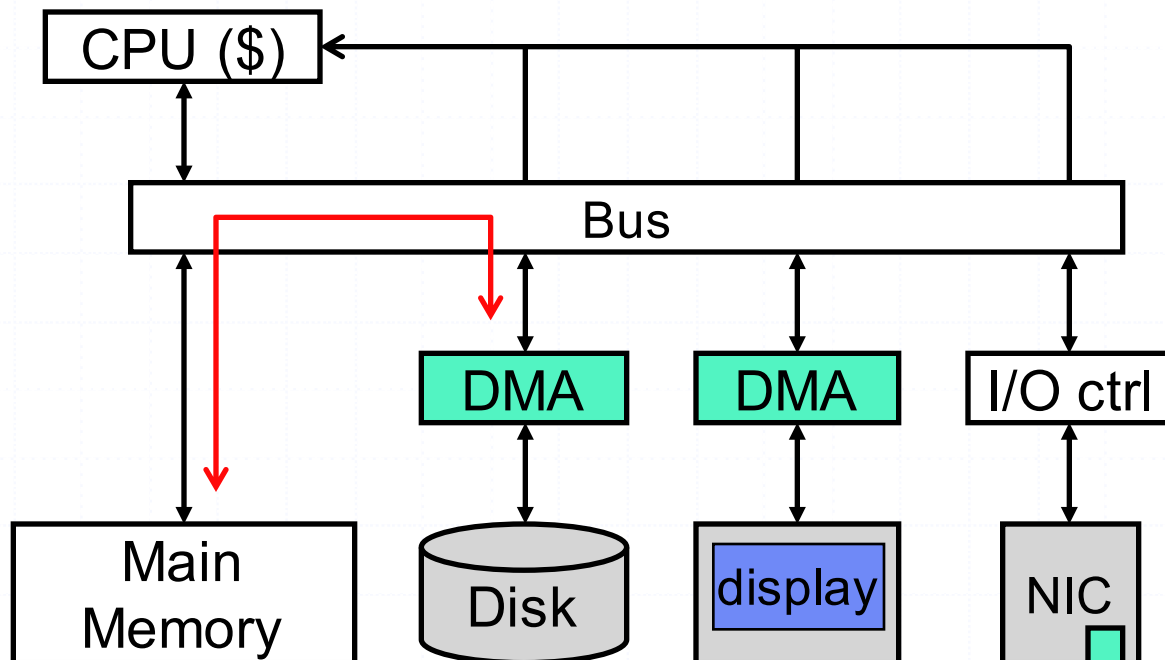 CPU ($)
Bus
DMA
DMA
I/O ctrl
Main
Memory
Disk
display
NIC